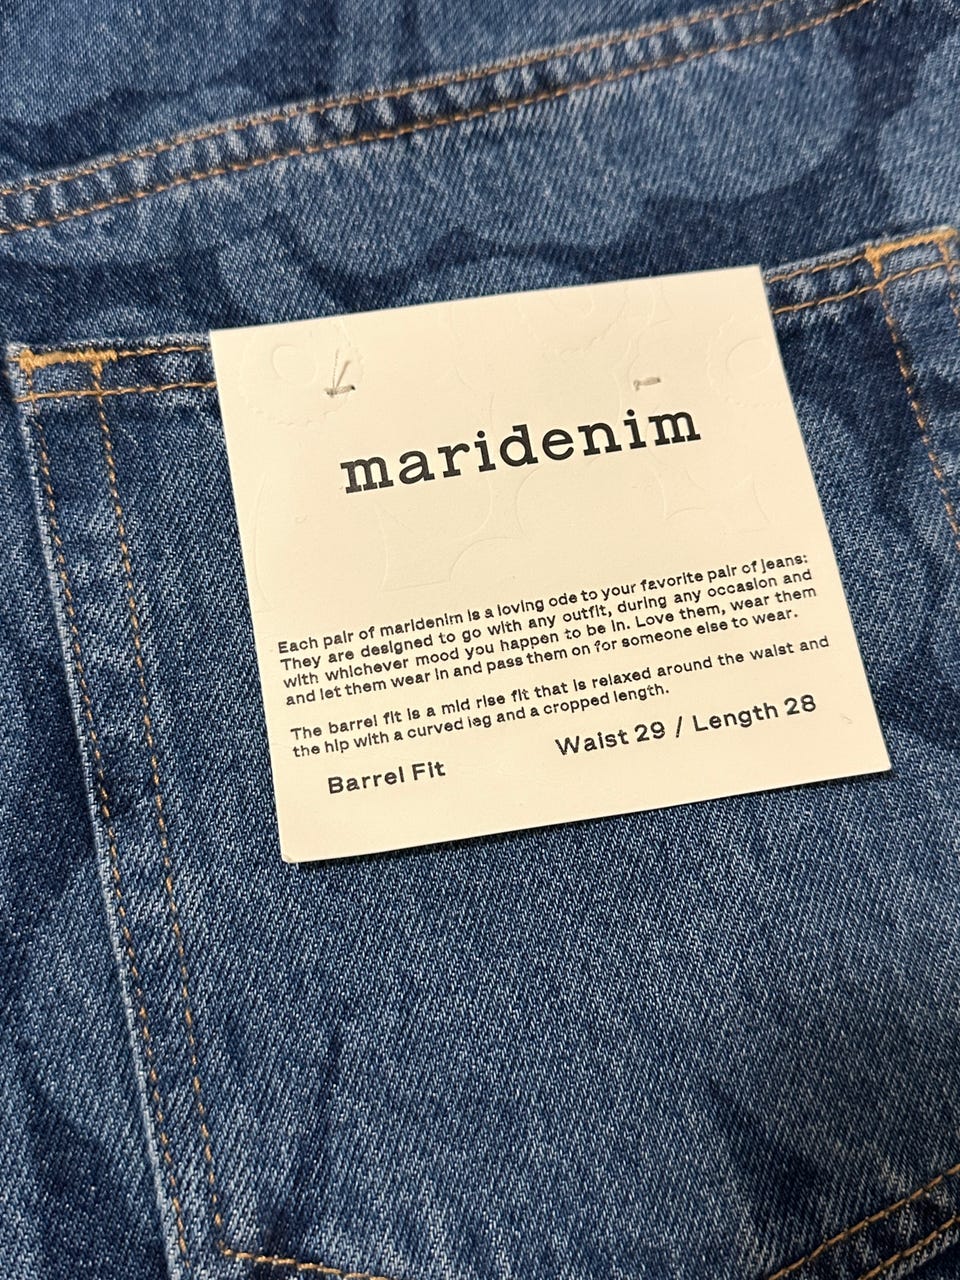 maridenim
Each pair of maridenim is a loving ode to your favorite pair of jeans:
They are designed to go with any outfit, during any occasion and
with whichever mood you happen to be in. Love them, wear them
and let them wear in and pass them on for someone else to wear.
The barrel fit is a mid rise fit that is relaxed around the waist and
the hip with a curved leg and a cropped length.
Barrel Fit
Waist 29 / Length 28